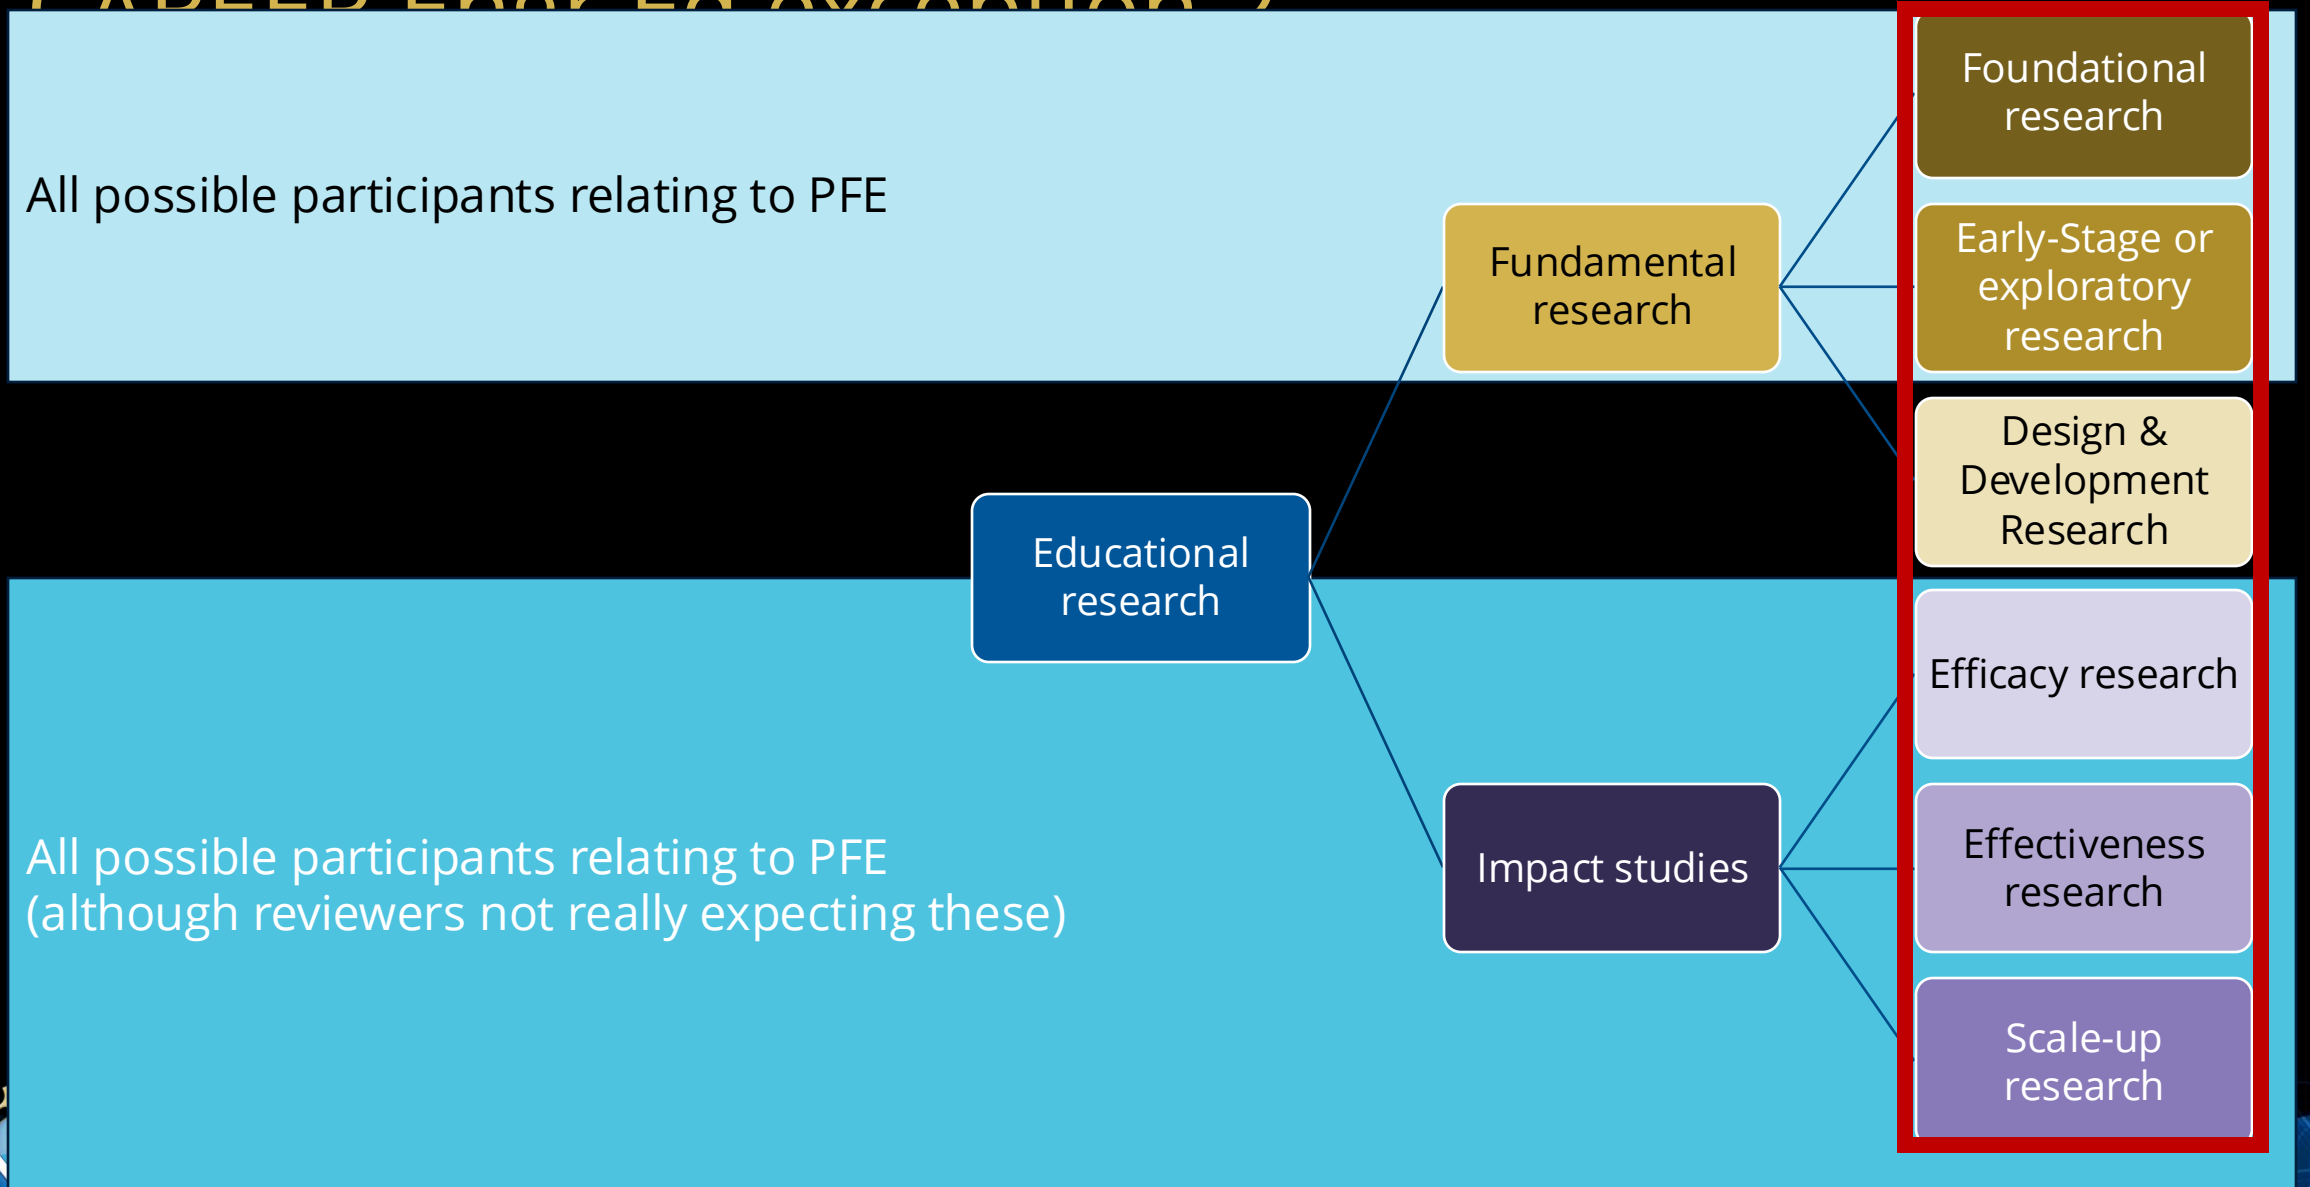 All possible participants relating to PFE
Fundamental
research
Foundational
research
Early-Stage or
exploratory
research
Design &
Development
Research
Educational
research
All possible participants relating to PFE
(although reviewers not really expecting these)
Impact studies
Efficacy research
Effectiveness
research
Scale-up
research